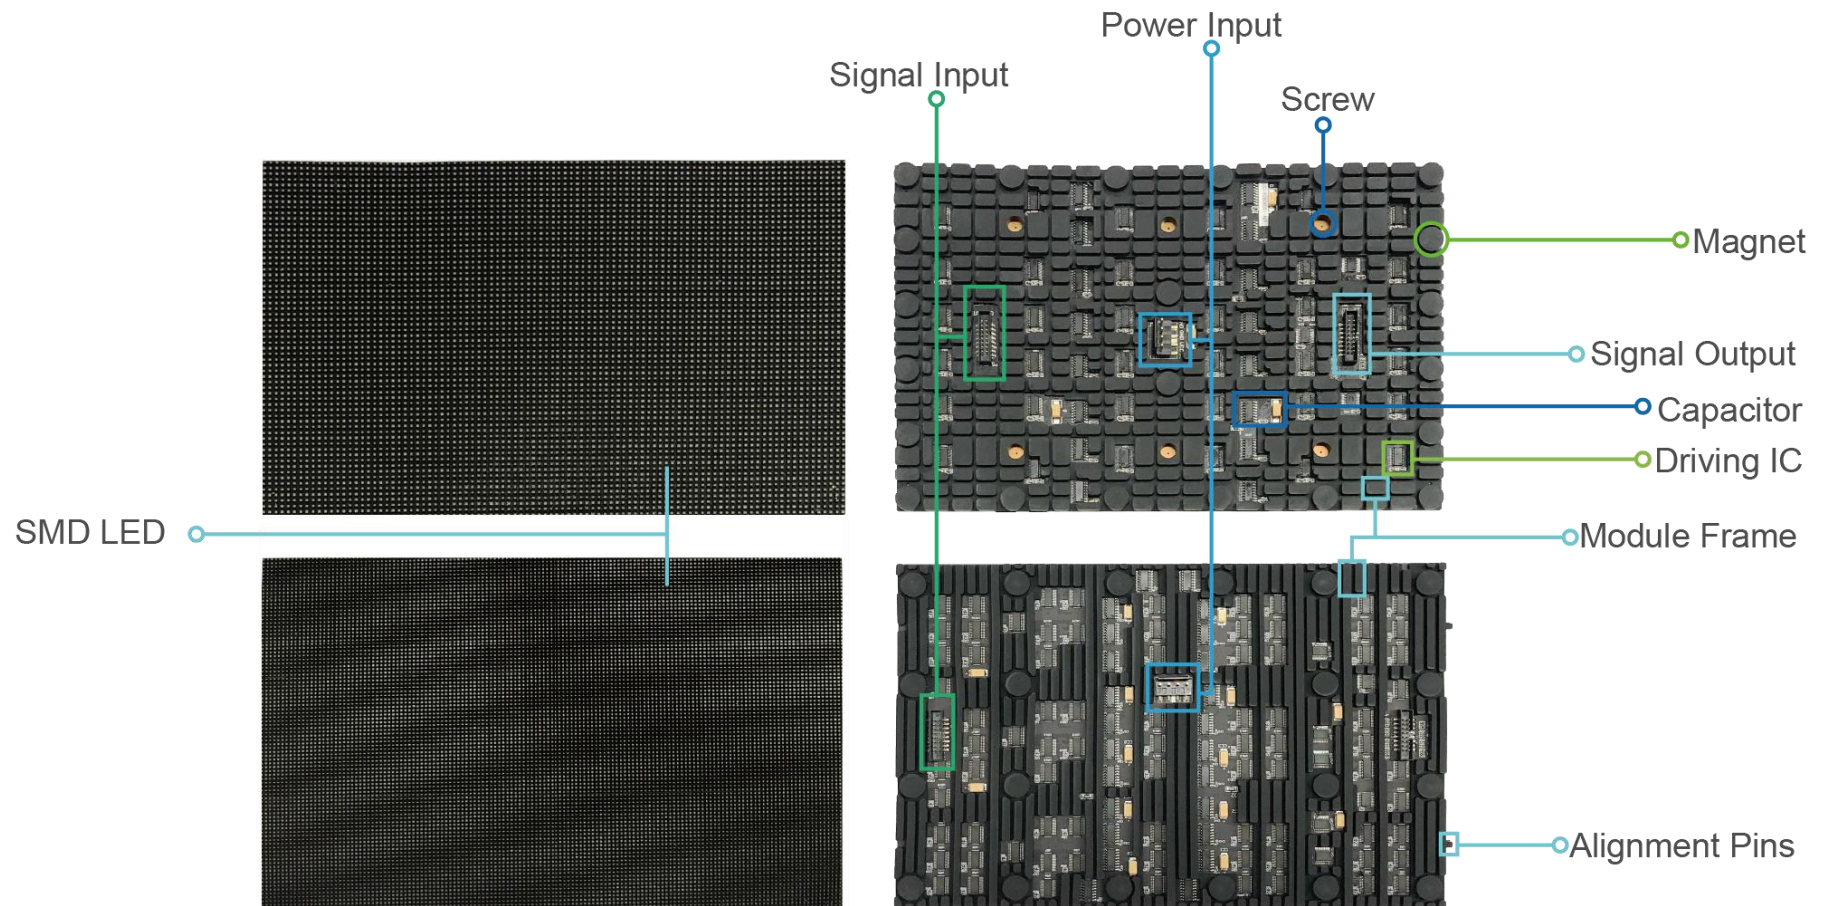 Power Input
Signal Input
Screw
Magnet
Signal Output
Capacitor
Driving IC
SMD LED
Module Frame
Alignment Pins